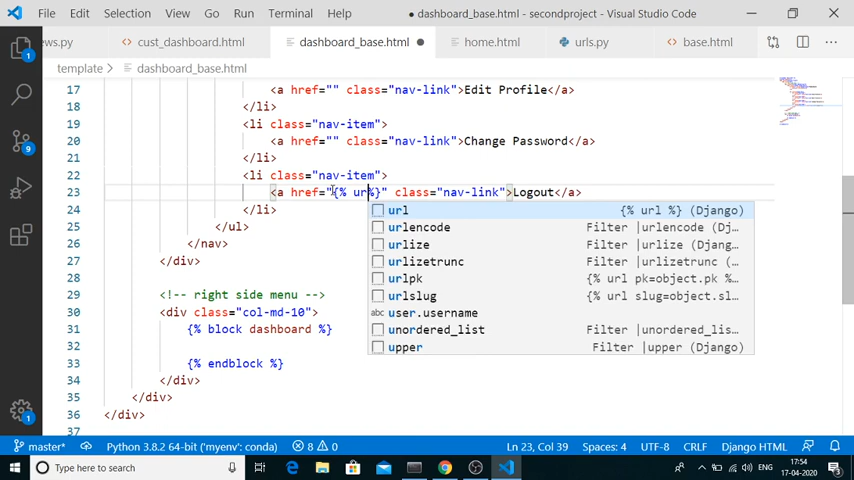 File Edit Selection View Go Run Terminal Help ● dashboard_base.html - secondproject - Visual Studio Code
ews.py cust_dashboard.html dashboard_base.html ● home.html urls.py base.html
template > dashboard_base.html
17 <a href="" class="nav-link">Edit Profile</a>
18 </li>
19 <li class="nav-item">
20 <a href="" class="nav-link">Change Password</a>
21 </li>
22 <li class="nav-item">
23 <a href="{% ur%}" class="nav-link">Logout</a>
24 </li>
25 </ul>
26 </nav>
27 </div>
28
29 <!-- right side menu -->
30 <div class="col-md-10">
31 {% block dashboard %}
32
33 {% endblock %}
34 </div>
35 </div>
36 </div>
37
url {% url %} (Django)
urlencode Filter |urlencode (D…
urlize Filter |urlize (Djang…
urlizetrunc Filter |urlizetrunc (…
urlpk {% url pk=object.pk %…
urlslug {% url slug=object.sl…
abc user.username
unordered_list Filter |unordered_lis…
upper Filter |upper (Django)
master* Python 3.8.2 64-bit ('myenv': conda) 8 0 Ln 23, Col 39 Spaces: 4 UTF-8 CRLF Django HTML
Type here to search ENG 17:54 17-04-2020 3